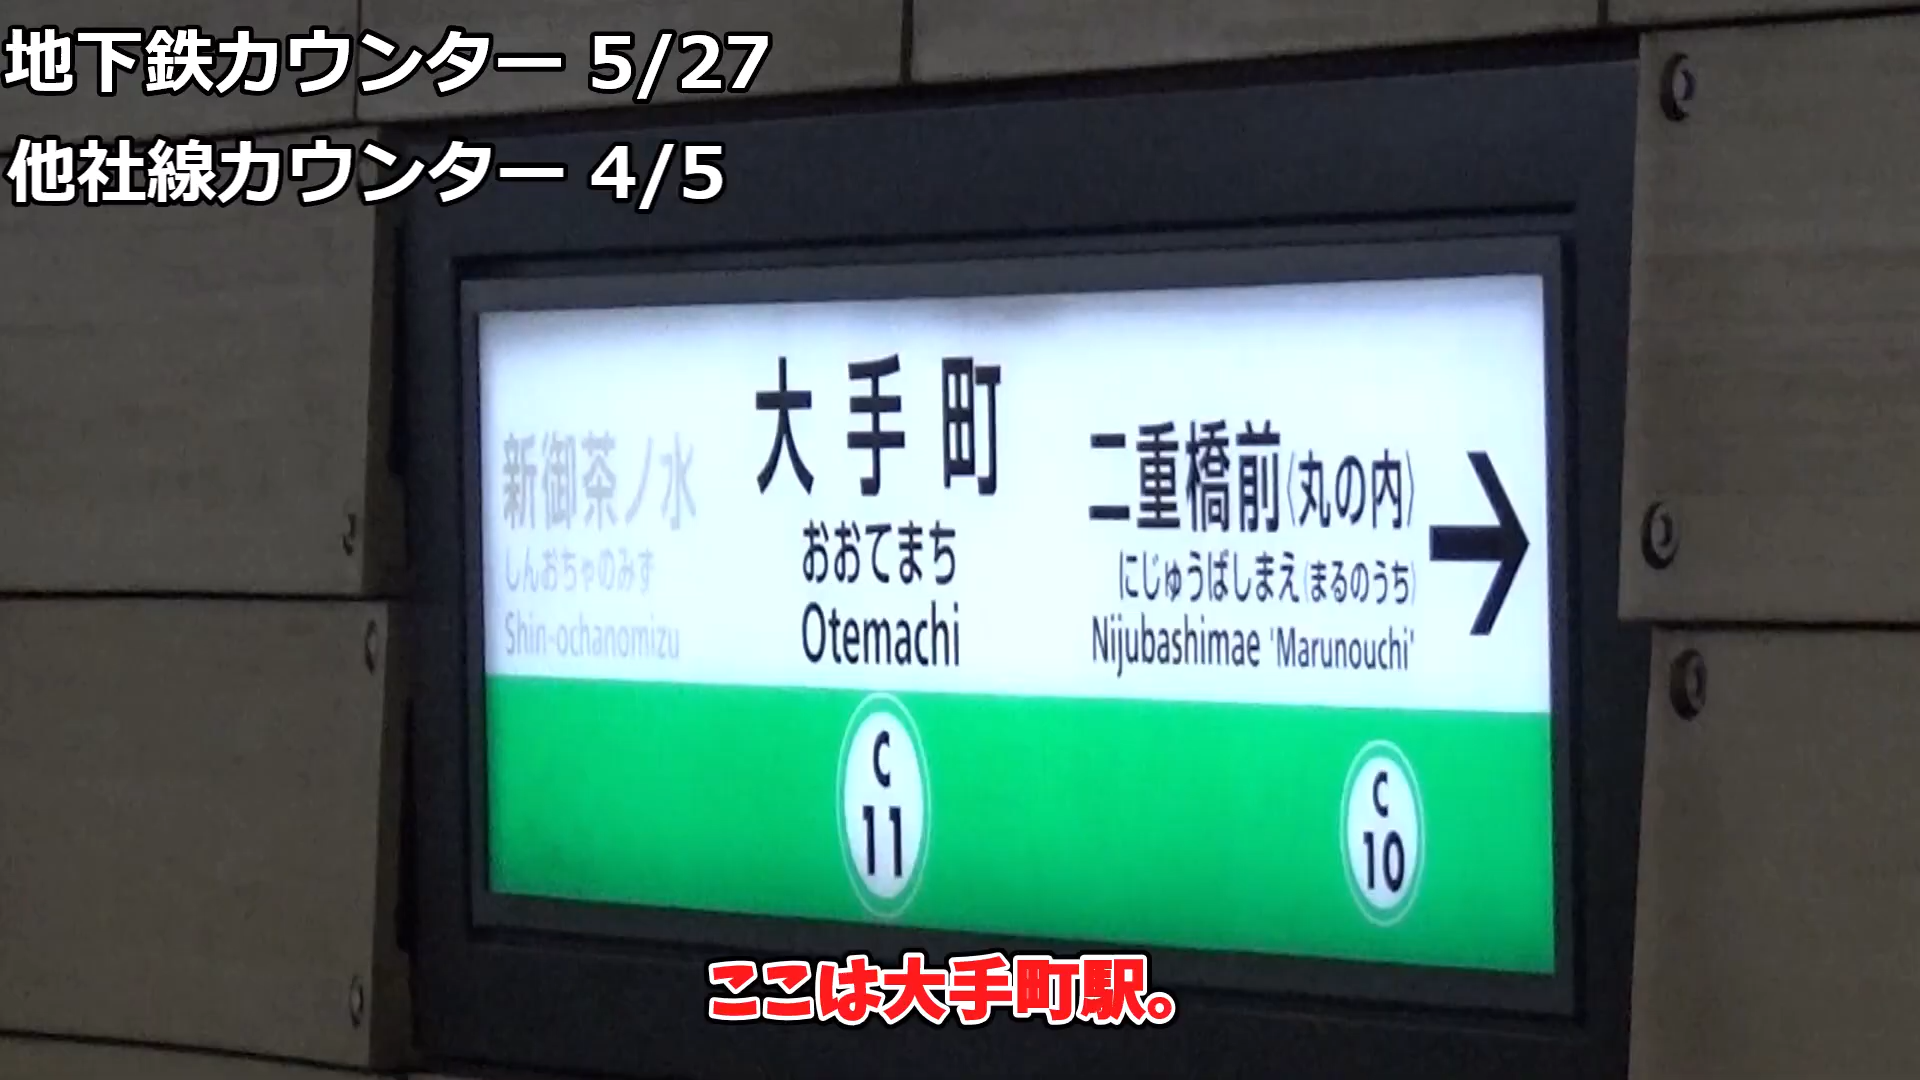 地下鉄カウンター 5/27
他社線カウンター 4/5
新御茶ノ水
しんおちゃのみず
Shin-ochanomizu
大手町
おおてまち
Otemachi
二重橋前(丸の内)
にじゅうばしまえ(まるのうち)
Nijubashimae 'Marunouchi'
→
C
11
C
10
ここは大手町駅。